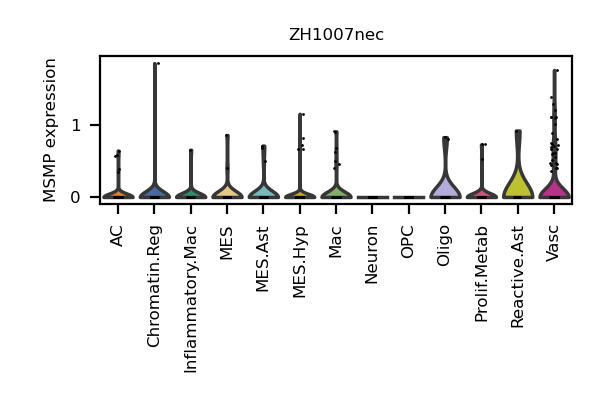 ZH1007nec
MSMP expression
1
0
AC
Chromatin.Reg
Inflammatory.Mac
MES
MES.Ast
MES.Hyp
Mac
Neuron
OPC
Oligo
Prolif.Metab
Reactive.Ast
Vasc